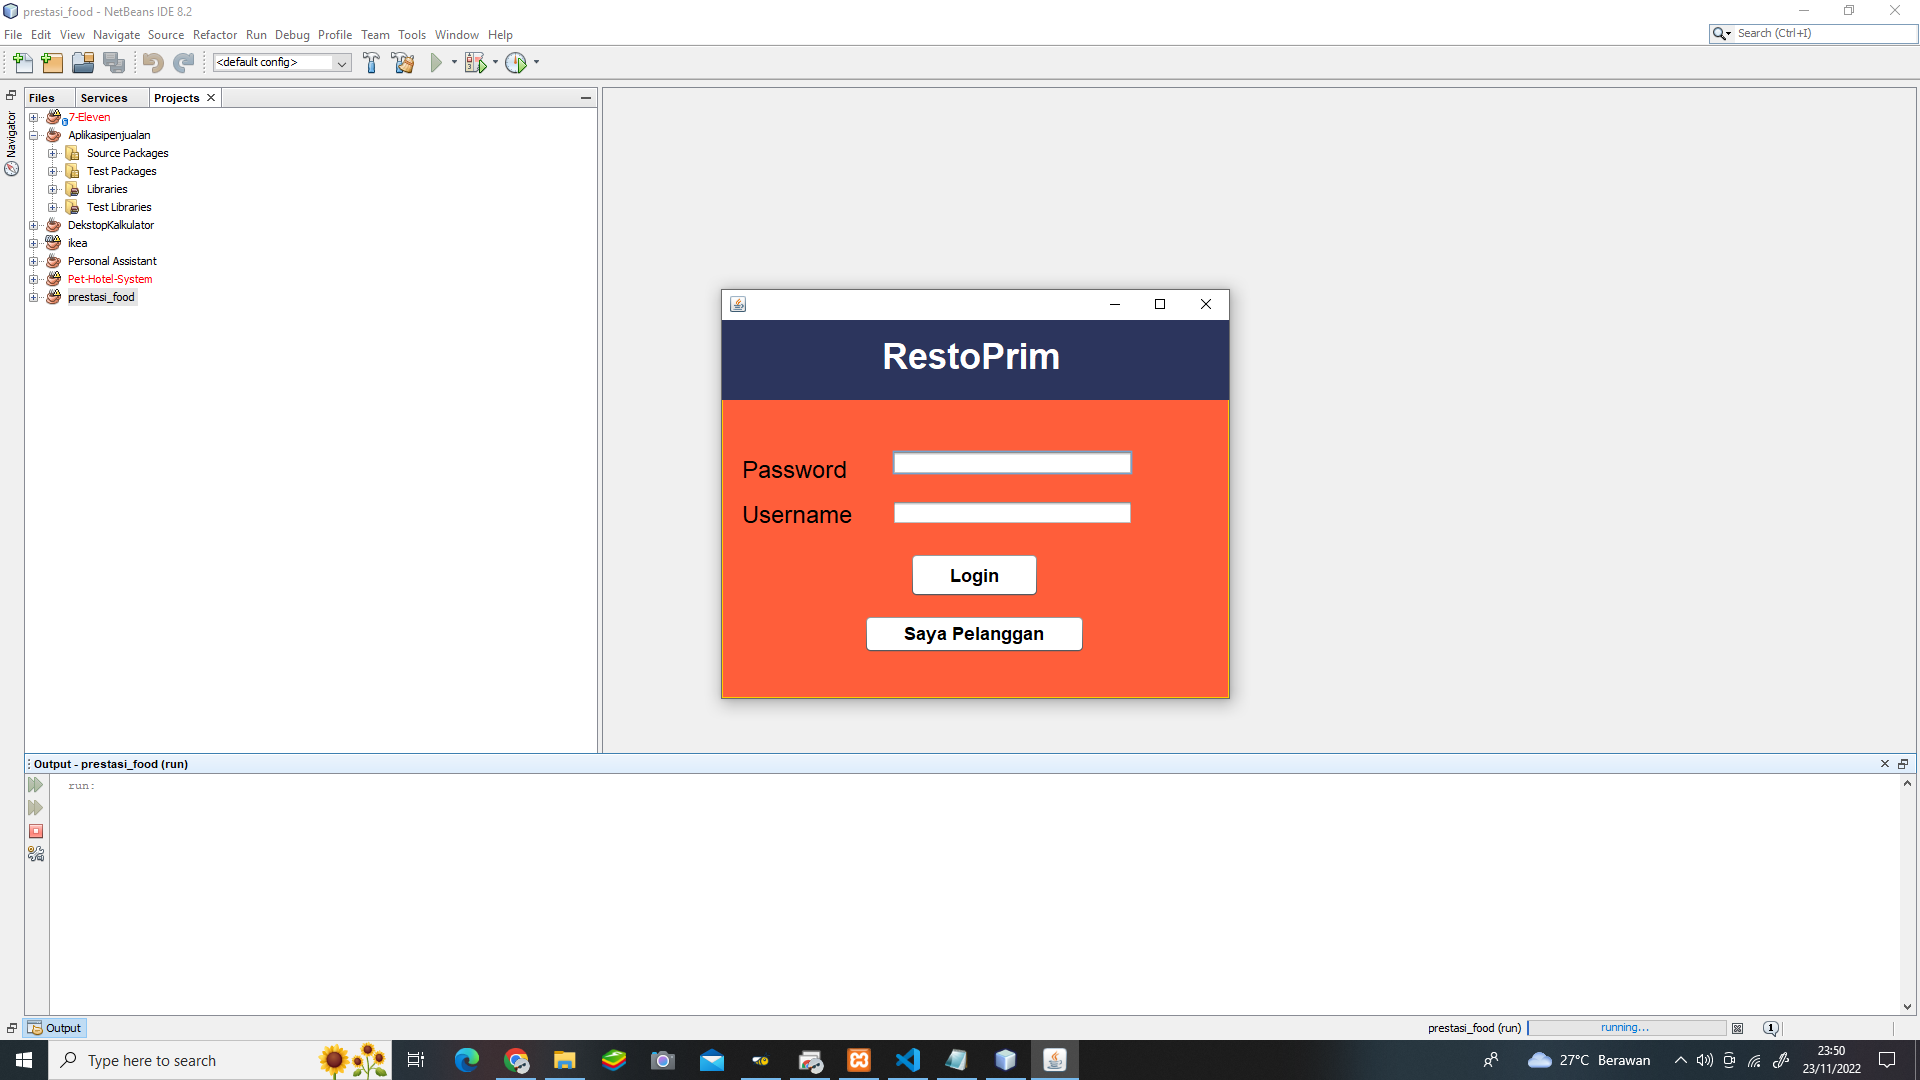 prestasi_food - NetBeans IDE 8.2
File Edit View Navigate Source Refactor Run Debug Profile Team Tools Window Help
Search (Ctrl+I)
<default config>
Files Services Projects
Navigator
7-Eleven
Aplikasipenjualan
Source Packages
Test Packages
Libraries
Test Libraries
DekstopKalkulator
ikea
Personal Assistant
Pet-Hotel-System
prestasi_food
RestoPrim
Password
Username
Login
Saya Pelanggan
Output - prestasi_food (run)
run:
Output
prestasi_food (run) running... 1
Type here to search
27°C Berawan
23:50
23/11/2022